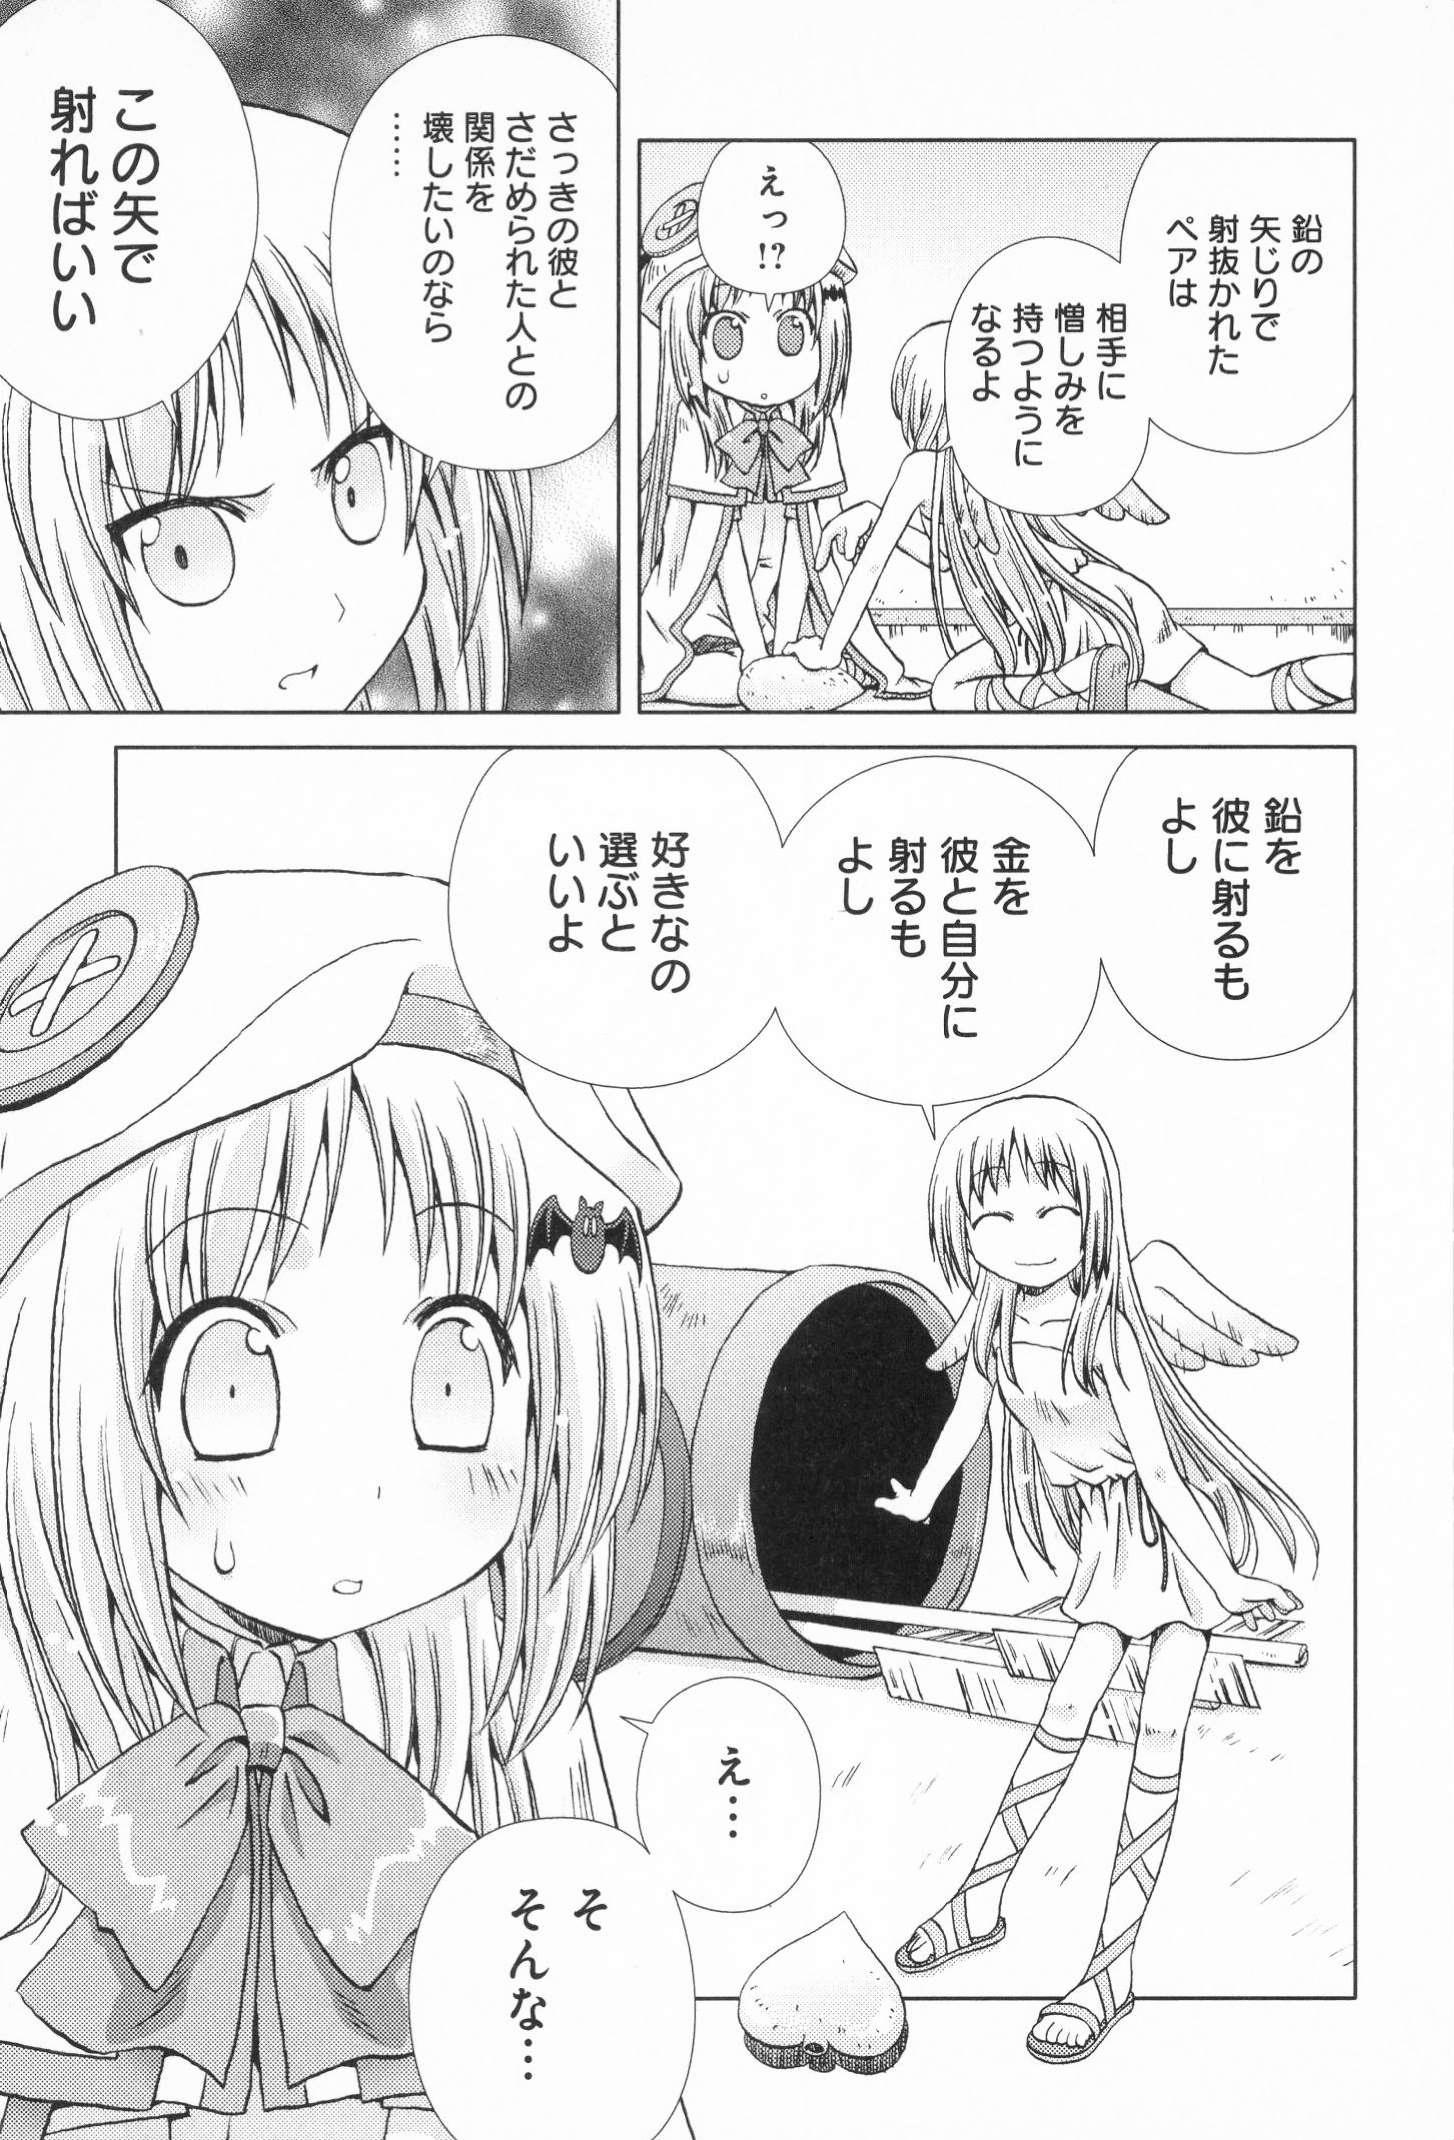 鉛の
矢じりで
射抜かれた
ペアは
相手に
憎しみを
持つように
なるよ
えっ!?
さっきの彼と
さだめられた人との
関係を
壊したいのなら
……
この矢で
射ればいい
鉛を
彼に射るも
よし
金を
彼と自分に
射るも
よし
好きなの
選ぶと
いいよ
え…
そ
そんな…